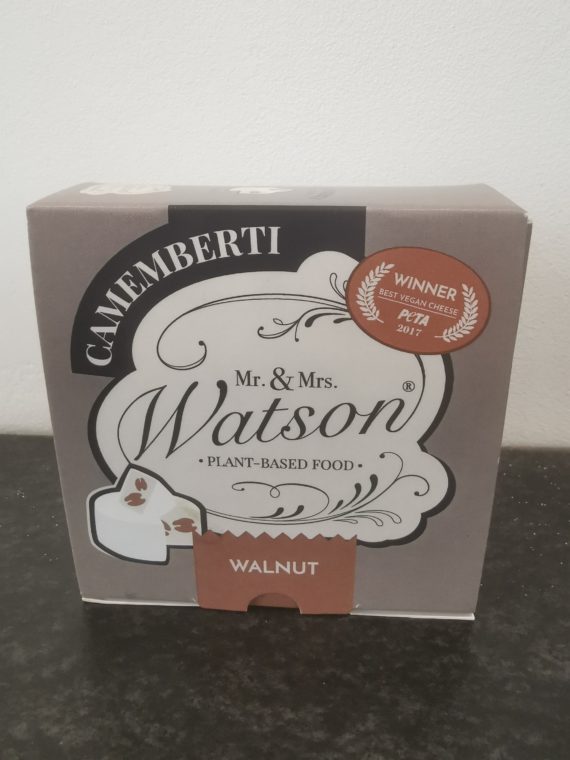 CAMEMBERTI
WINNER
BEST VEGAN CHEESE
PETA
2017
Mr. & Mrs.
Watson®
• PLANT-BASED FOOD •
WALNUT